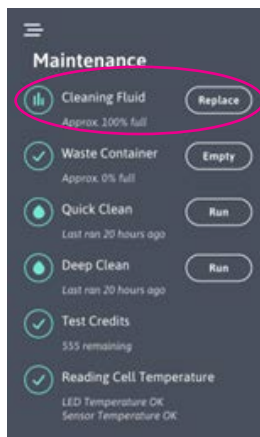 Maintenance
Cleaning Fluid
Replace
Approx. 100% full
Waste Container
Empty
Approx. 0% full
Quick Clean
Run
Last ran 20 hours ago
Deep Clean
Run
Last ran 20 hours ago
Test Credits
555 remaining
Reading Cell Temperature
LED Temperature OK
Sensor Temperature OK